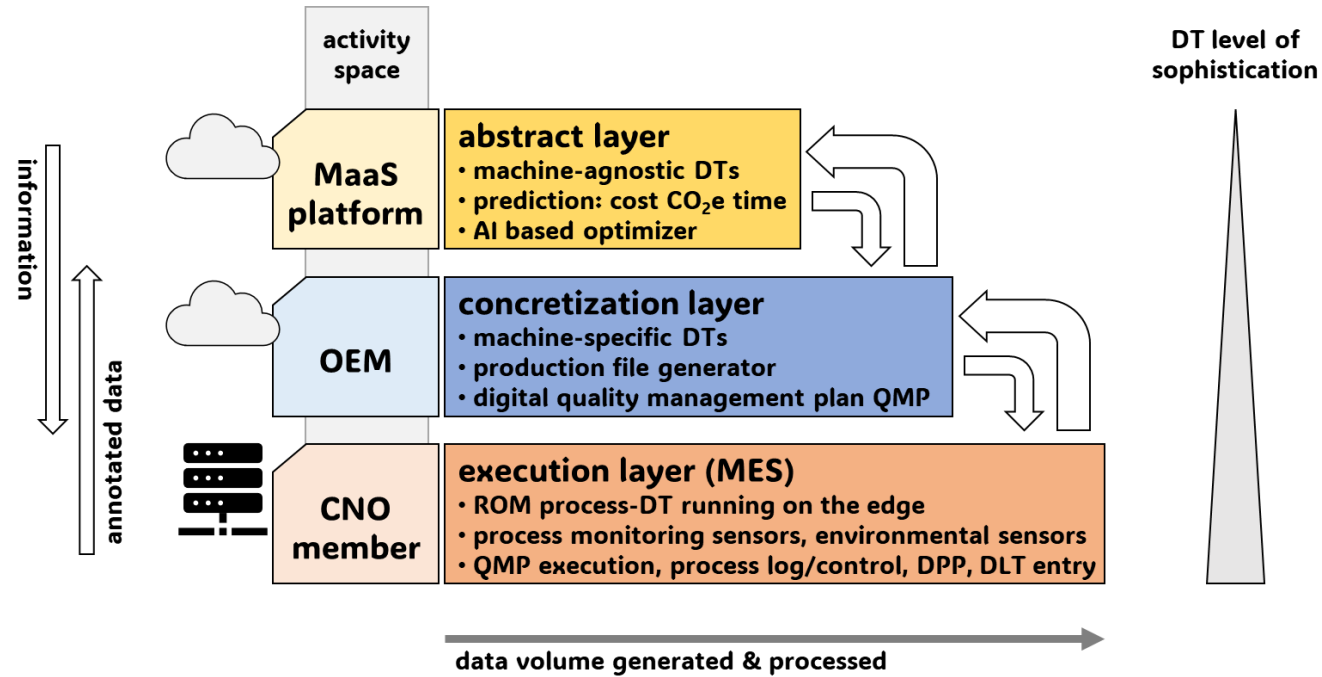 activity
space
DT level of
sophistication
information
annotated data
MaaS
platform
abstract layer
• machine-agnostic DTs
• prediction: cost CO₂e time
• AI based optimizer
OEM
concretization layer
• machine-specific DTs
• production file generator
• digital quality management plan QMP
CNO
member
execution layer (MES)
• ROM process-DT running on the edge
• process monitoring sensors, environmental sensors
• QMP execution, process log/control, DPP, DLT entry
data volume generated & processed